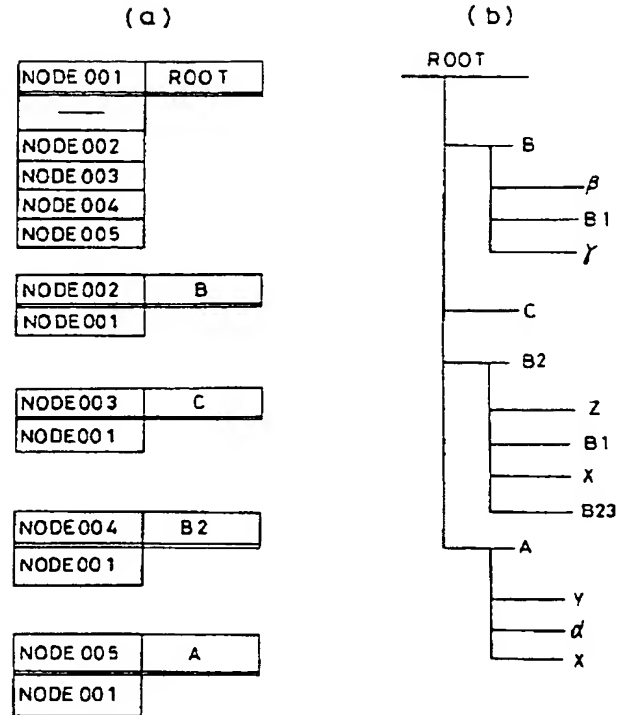 (a)
NODE 001 ROOT
—
NODE 002
NODE 003
NODE 004
NODE 005
NODE 002 B
NODE 001
NODE 003 C
NODE 001
NODE 004 B2
NODE 001
NODE 005 A
NODE 001
(b)
ROOT
B
β
B1
γ
C
B2
Z
B1
X
B23
A
Y
α
X